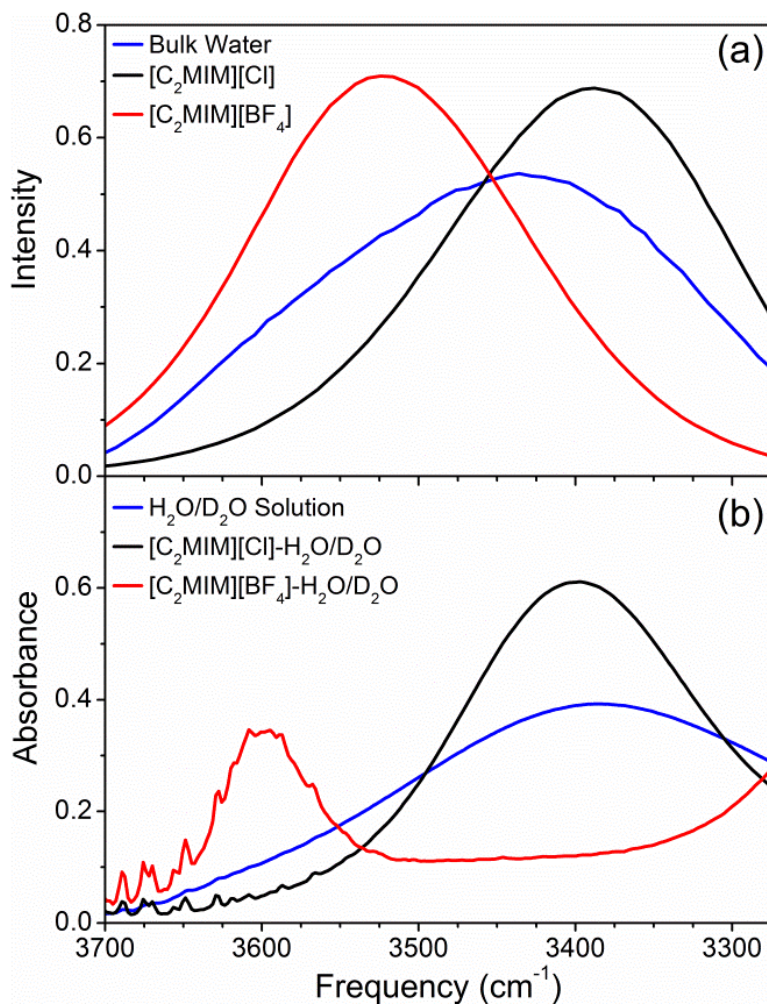 (a)
Bulk Water
[C₂MIM][Cl]
[C₂MIM][BF₄]
0.8
0.6
0.4
0.2
0.0
Intensity
(b)
H₂O/D₂O Solution
[C₂MIM][Cl]-H₂O/D₂O
[C₂MIM][BF₄]-H₂O/D₂O
0.6
0.4
0.2
0.0
Absorbance
3700 3600 3500 3400 3300
Frequency (cm⁻¹)